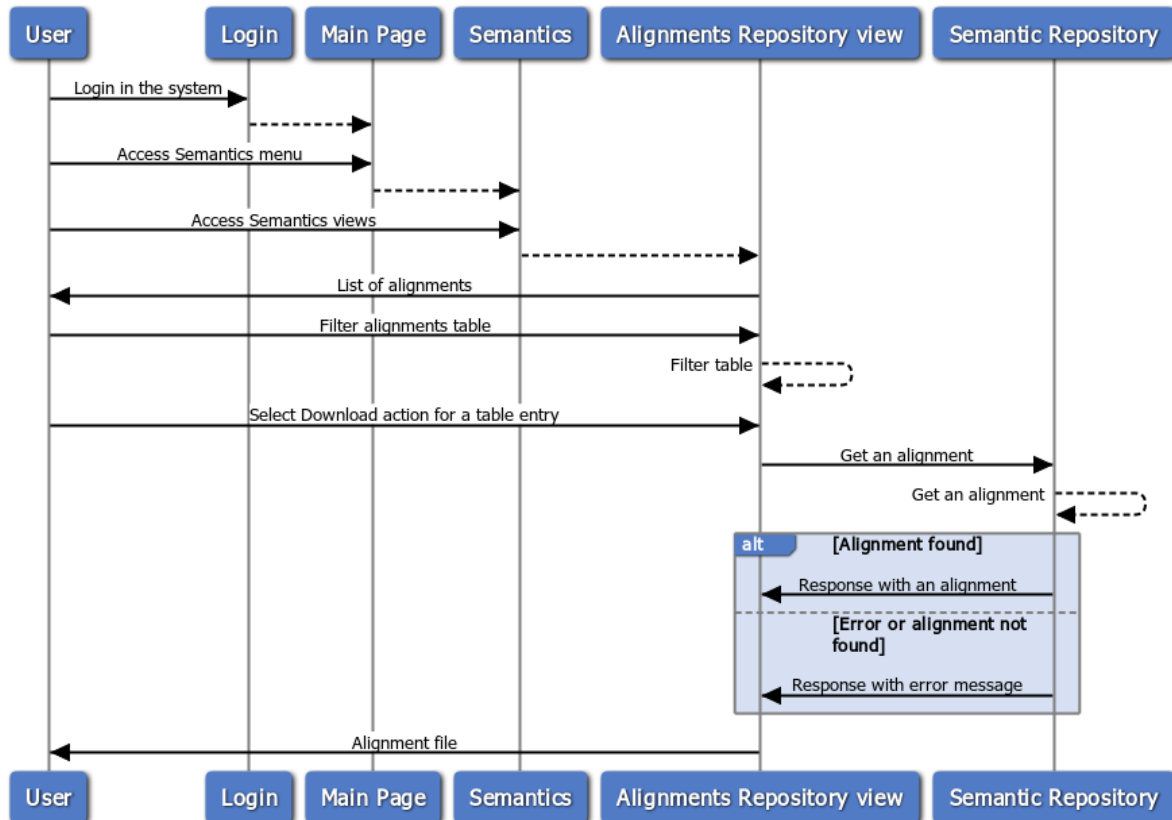 User
Login
Main Page
Semantics
Alignments Repository view
Semantic Repository
Login in the system
Access Semantics menu
Access Semantics views
List of alignments
Filter alignments table
Filter table
Select Download action for a table entry
Get an alignment
Get an alignment
alt
[Alignment found]
Response with an alignment
[Error or alignment not
found]
Response with error message
Alignment file
User
Login
Main Page
Semantics
Alignments Repository view
Semantic Repository